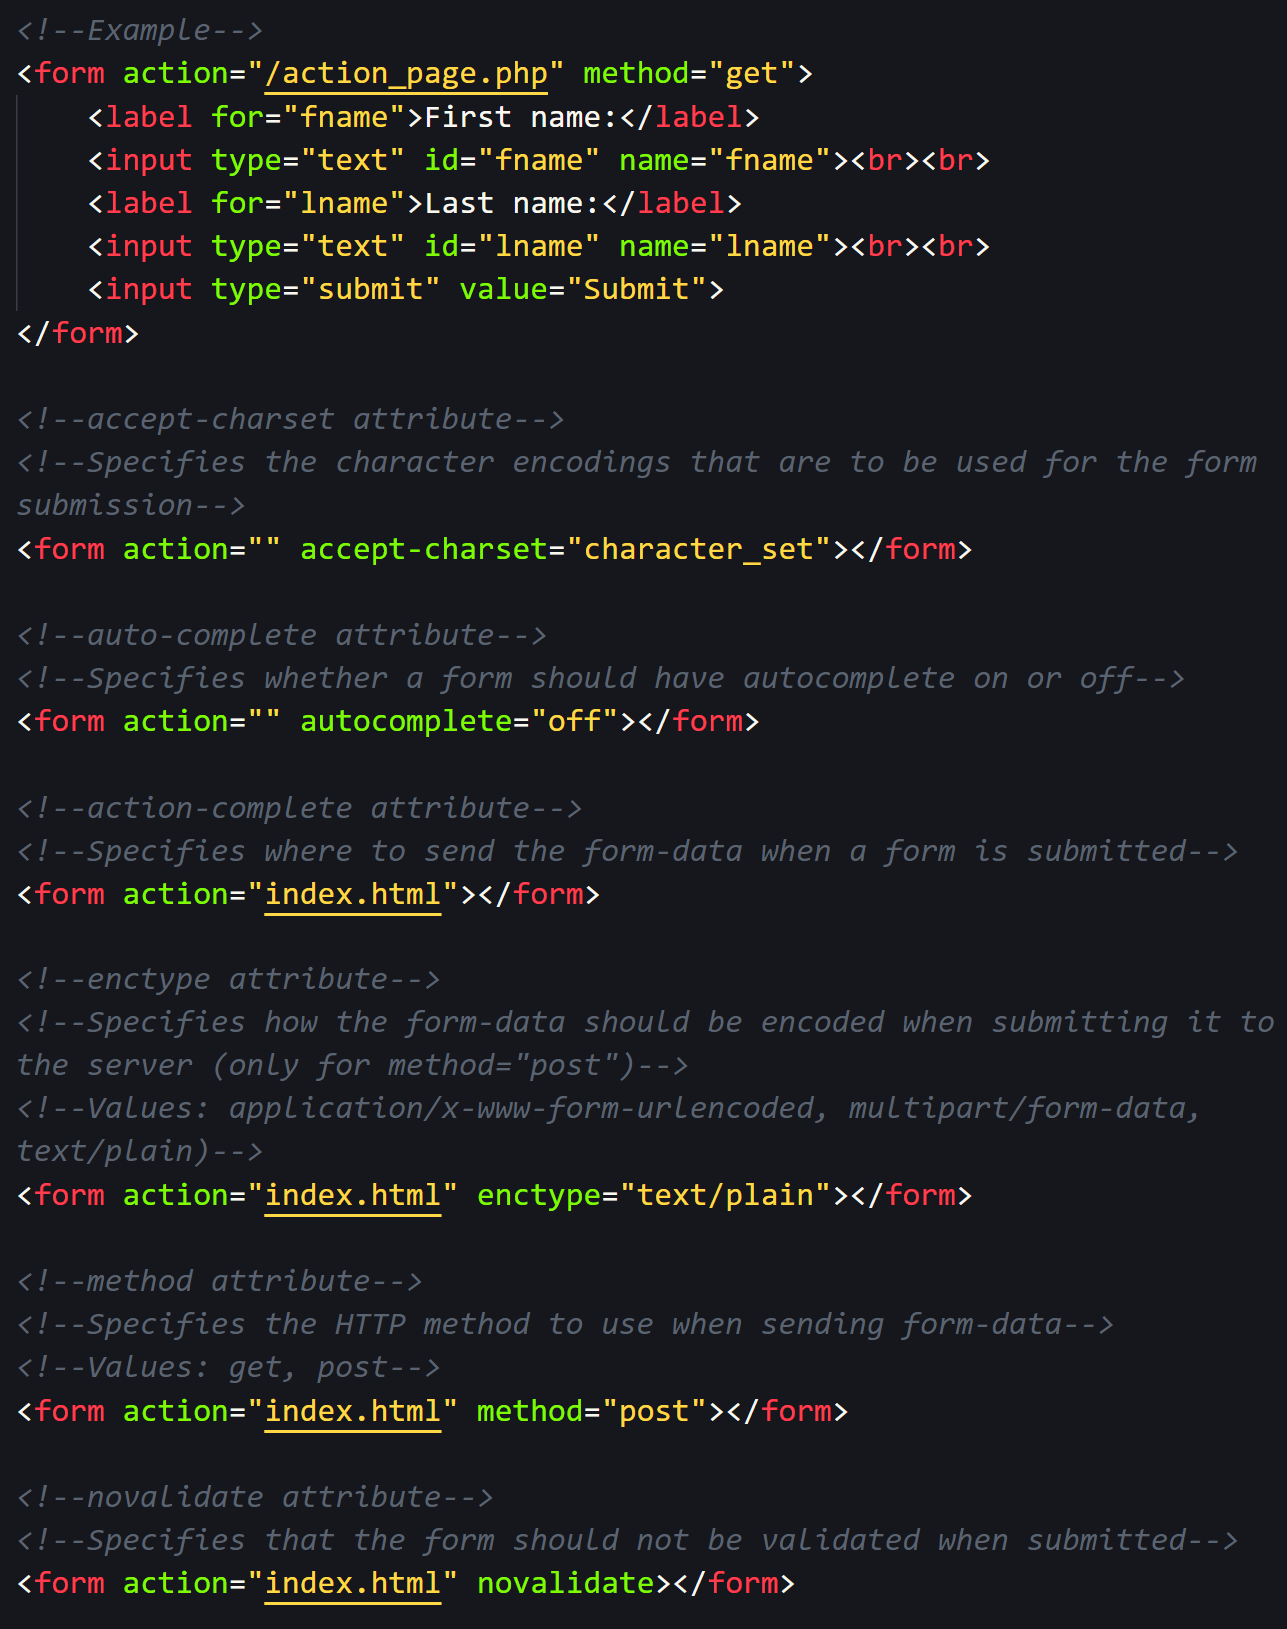 <!--Example-->
<form action="/action_page.php" method="get">
    <label for="fname">First name:</label>
    <input type="text" id="fname" name="fname"><br><br>
    <label for="lname">Last name:</label>
    <input type="text" id="lname" name="lname"><br><br>
    <input type="submit" value="Submit">
</form>

<!--accept-charset attribute-->
<!--Specifies the character encodings that are to be used for the form
submission-->
<form action="" accept-charset="character_set"></form>

<!--auto-complete attribute-->
<!--Specifies whether a form should have autocomplete on or off-->
<form action="" autocomplete="off"></form>

<!--action-complete attribute-->
<!--Specifies where to send the form-data when a form is submitted-->
<form action="index.html"></form>

<!--enctype attribute-->
<!--Specifies how the form-data should be encoded when submitting it to
the server (only for method="post")-->
<!--Values: application/x-www-form-urlencoded, multipart/form-data,
text/plain)-->
<form action="index.html" enctype="text/plain"></form>

<!--method attribute-->
<!--Specifies the HTTP method to use when sending form-data-->
<!--Values: get, post-->
<form action="index.html" method="post"></form>

<!--novalidate attribute-->
<!--Specifies that the form should not be validated when submitted-->
<form action="index.html" novalidate></form>